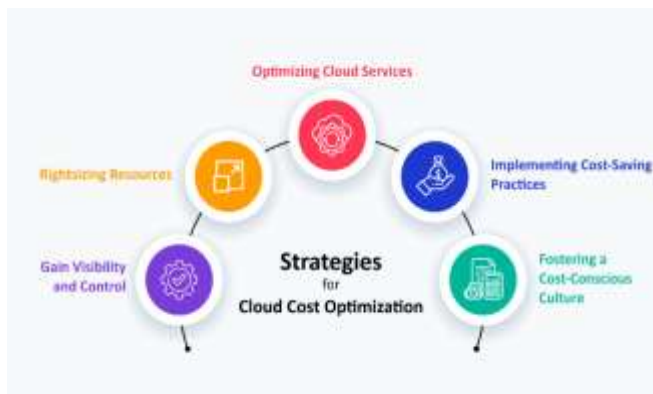 Optimizing Cloud Services
Rightsizing Resources
Implementing Cost-Saving
Practices
Gain Visibility
and Control
Strategies
for
Cloud Cost Optimization
Fostering a
Cost-Conscious
Culture